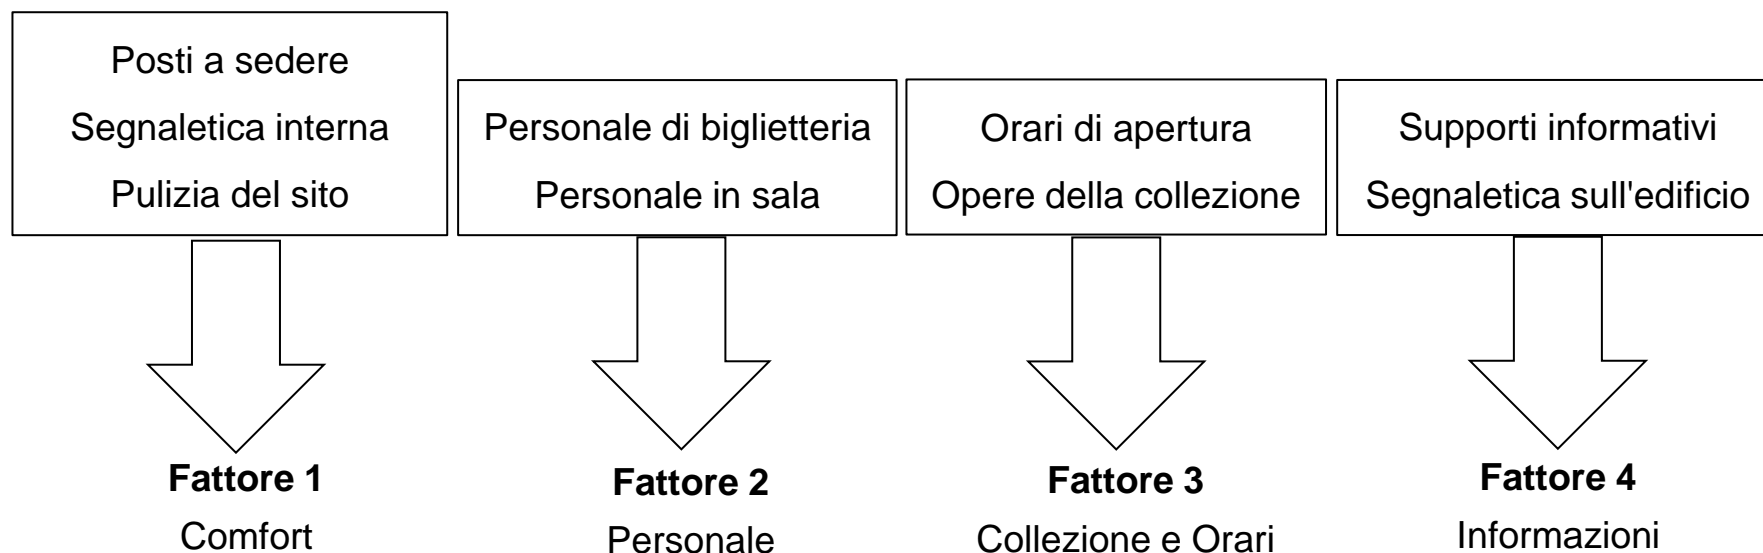 Posti a sedere
Segnaletica interna
Pulizia del sito
Personale di biglietteria
Personale in sala
Orari di apertura
Opere della collezione
Supporti informativi
Segnaletica sull'edificio
Fattore 1
Comfort
Fattore 2
Personale
Fattore 3
Collezione e Orari
Fattore 4
Informazioni